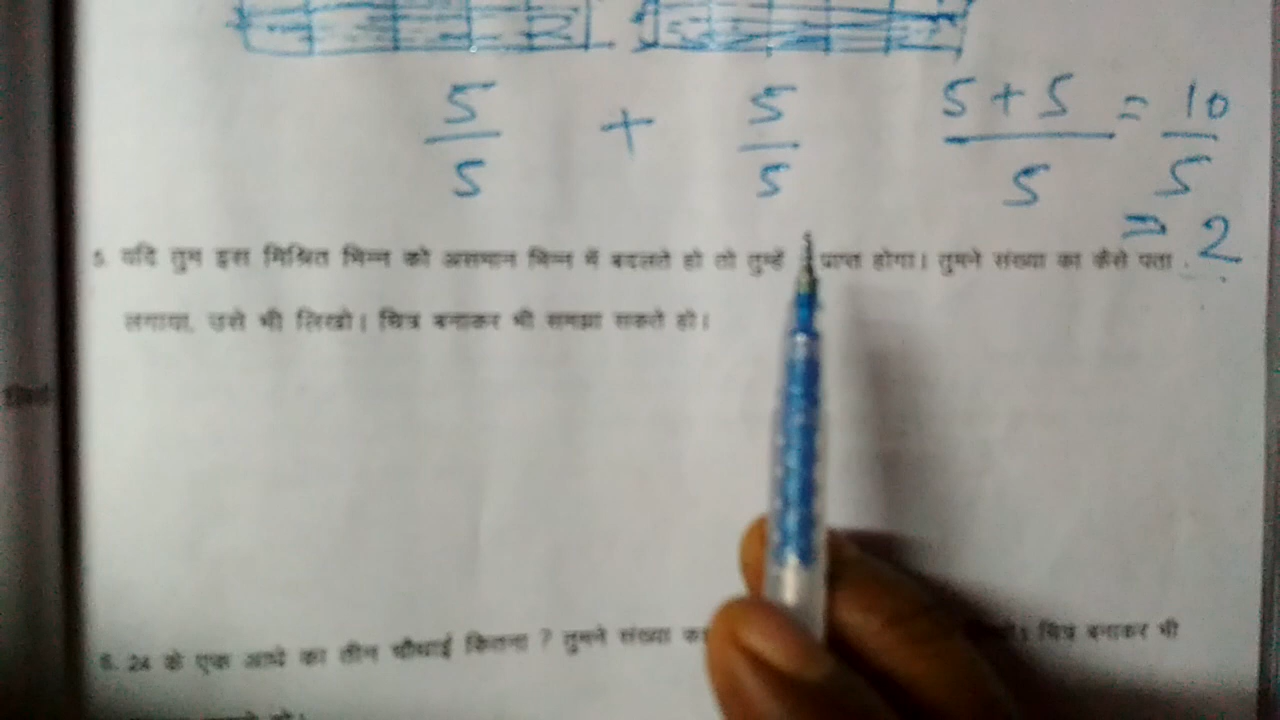 5/5 + 5/5 5+5/5 = 10/5
= 2
5. यदि तुम इस मिश्रित भिन्न को असमान भिन्न में बदलते हो तो तुम्हें प्राप्त होगा। तुमने संख्या का कैसे पता
लगाया, उसे भी लिखो। चित्र बनाकर भी समझा सकते हो।
6. 24 के एक आधे का तीन चौथाई कितना ? तुमने संख्या का चित्र बनाकर भी